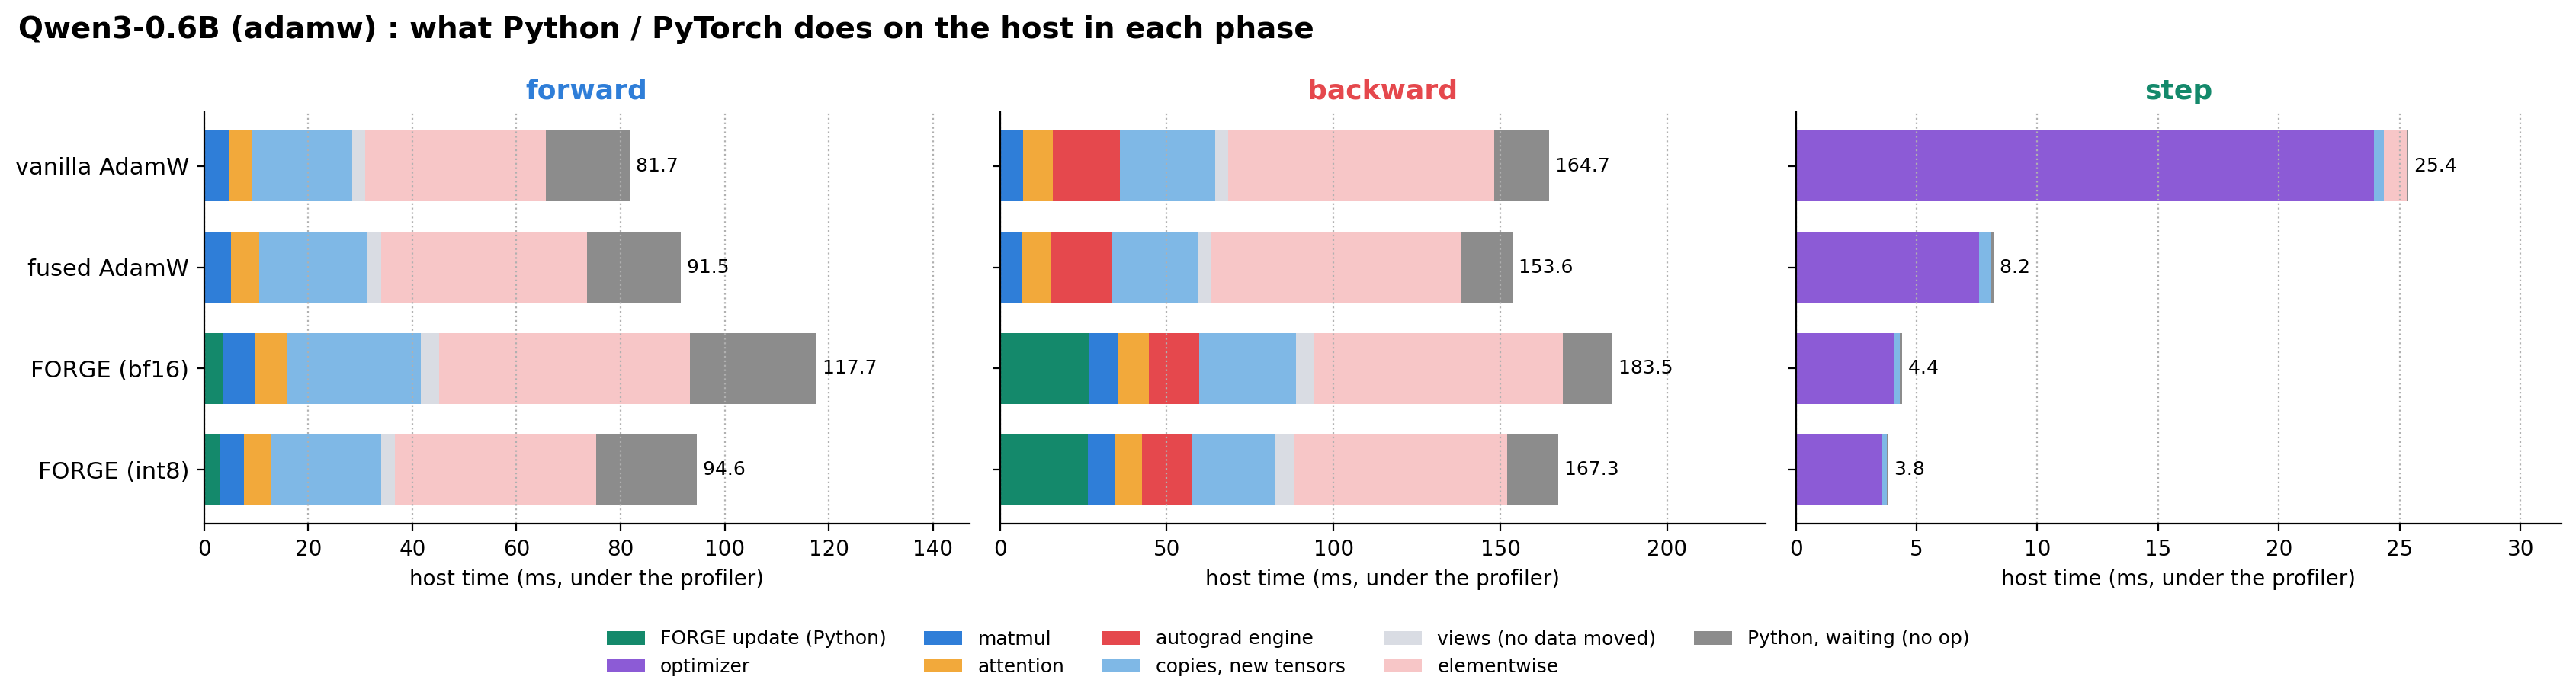 Qwen3-0.6B (adamw) : what Python / PyTorch does on the host in each phase
forward
backward
step
vanilla AdamW
81.7
164.7
25.4
fused AdamW
91.5
153.6
8.2
FORGE (bf16)
117.7
183.5
4.4
FORGE (int8)
94.6
167.3
3.8
0 20 40 60 80 100 120 140
0 50 100 150 200
0 5 10 15 20 25 30
host time (ms, under the profiler)
host time (ms, under the profiler)
host time (ms, under the profiler)
FORGE update (Python)
matmul
autograd engine
views (no data moved)
Python, waiting (no op)
optimizer
attention
copies, new tensors
elementwise